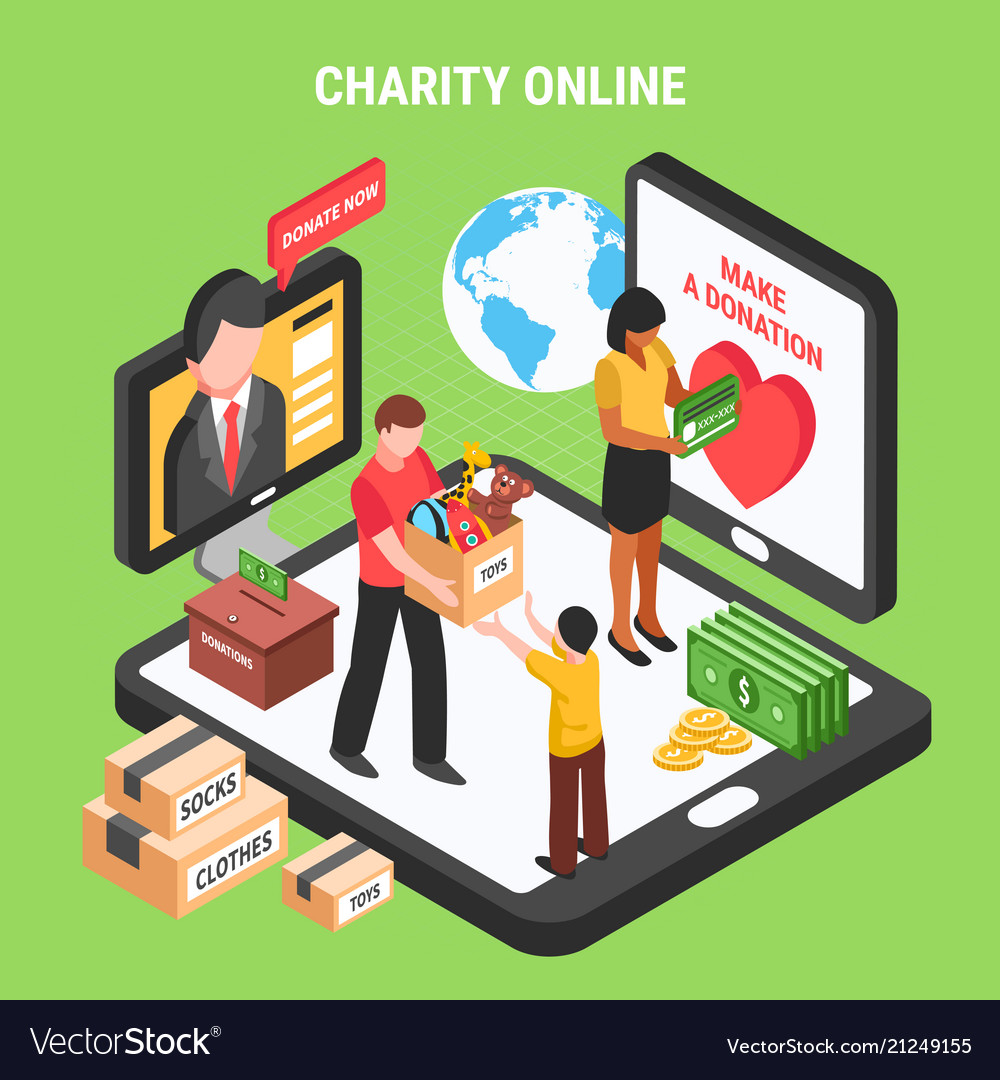 CHARITY ONLINE
DONATE NOW
MAKE
A DONATION
XXX-XXX
$
TOYS
DONATIONS
$
SOCKS
CLOTHES
TOYS
VectorStock®
VectorStock.com/21249155